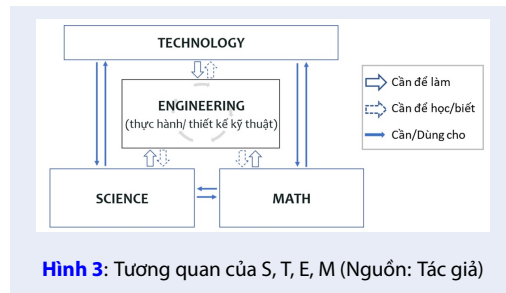 TECHNOLOGY
ENGINEERING
(thực hành/ thiết kế kỹ thuật)
SCIENCE
MATH
Cần để làm
Cần để học/biết
Cần/Dùng cho
Hình 3: Tương quan của S, T, E, M (Nguồn: Tác giả)